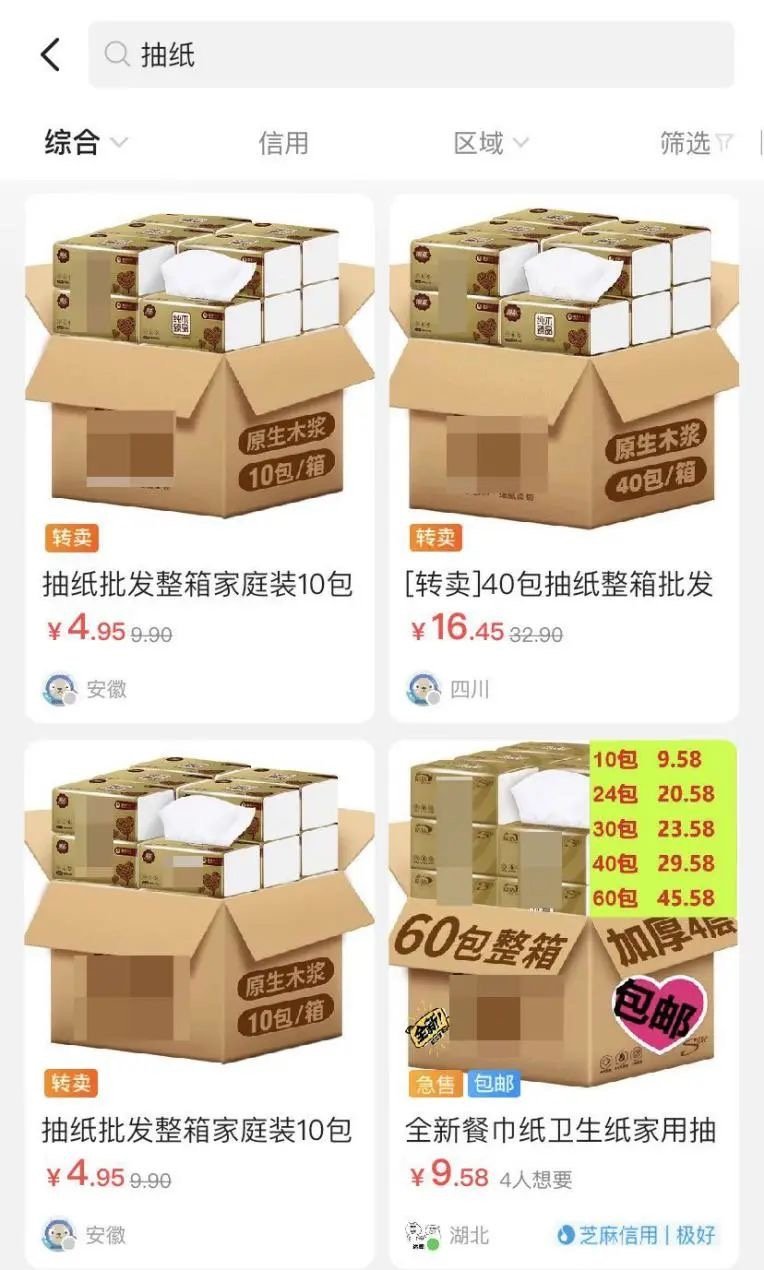 抽纸
综合 信用 区域 筛选
纯木
臻品
原生木浆
10包/箱
转卖
抽纸批发整箱家庭装10包
¥4.95 9.90
安徽
纯木
臻品
原生木浆
40包/箱
转卖
[转卖]40包抽纸整箱批发
¥16.45 32.90
四川
原生木浆
10包/箱
转卖
抽纸批发整箱家庭装10包
¥4.95 9.90
安徽
10包 9.58
24包 20.58
30包 23.58
40包 29.58
60包 45.58
60包整箱
加厚4层
全新!
包邮
急售 包邮
全新餐巾纸卫生纸家用抽
¥9.58 4人想要
湖北 芝麻信用|极好